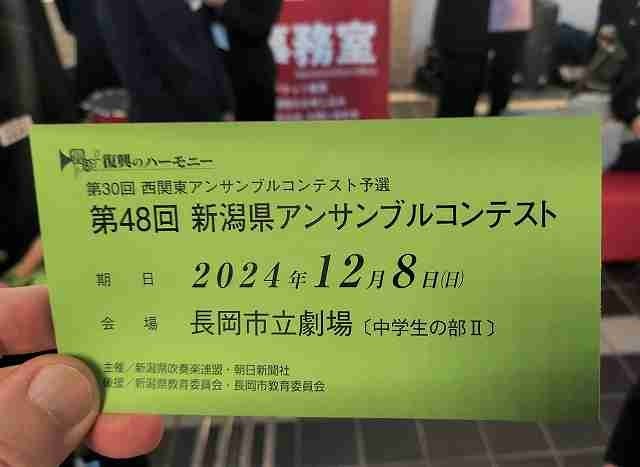 事務室
復興のハーモニー
第30回 西関東アンサンブルコンテスト予選
第48回 新潟県アンサンブルコンテスト
期 日 2024年12月8日(日)
会 場 長岡市立劇場〔中学生の部Ⅱ〕
主催／新潟県吹奏楽連盟・朝日新聞社
後援／新潟県教育委員会・長岡市教育委員会